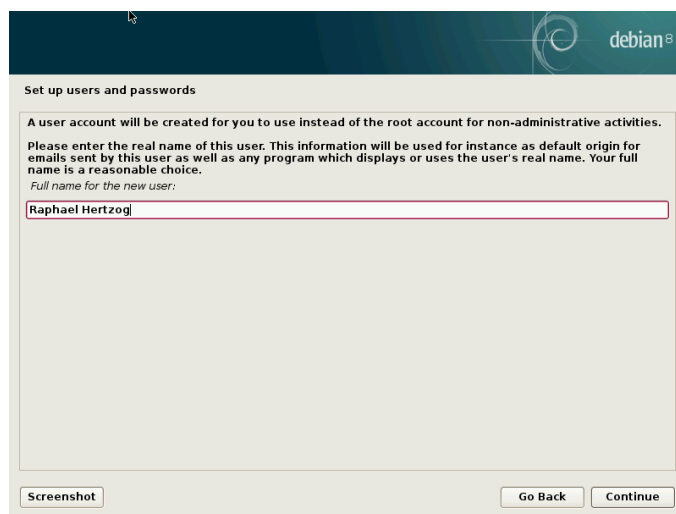 debian 8
Set up users and passwords
A user account will be created for you to use instead of the root account for non-administrative activities.
Please enter the real name of this user. This information will be used for instance as default origin for
emails sent by this user as well as any program which displays or uses the user's real name. Your full
name is a reasonable choice.
Full name for the new user:
Raphael Hertzog
Screenshot
Go Back
Continue